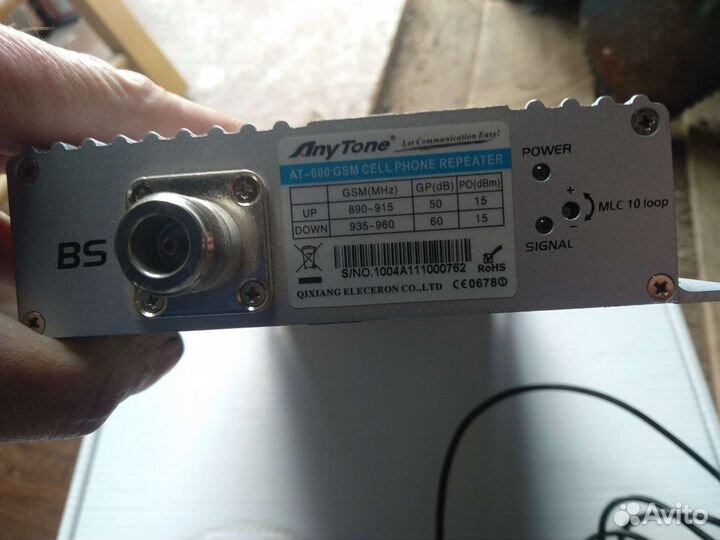 AnyTone® Let Communication Easy!
AT-600 GSM CELL PHONE REPEATER
GSM(MHz) GP(dB) PO(dBm)
UP 890-915 50 15
DOWN 935-960 60 15
S/NO.1004A111000762
RoHS
QIXIANG ELECERON CO.,LTD
CE0678
BS
POWER
+
MLC 10 loop
-
SIGNAL
Avito